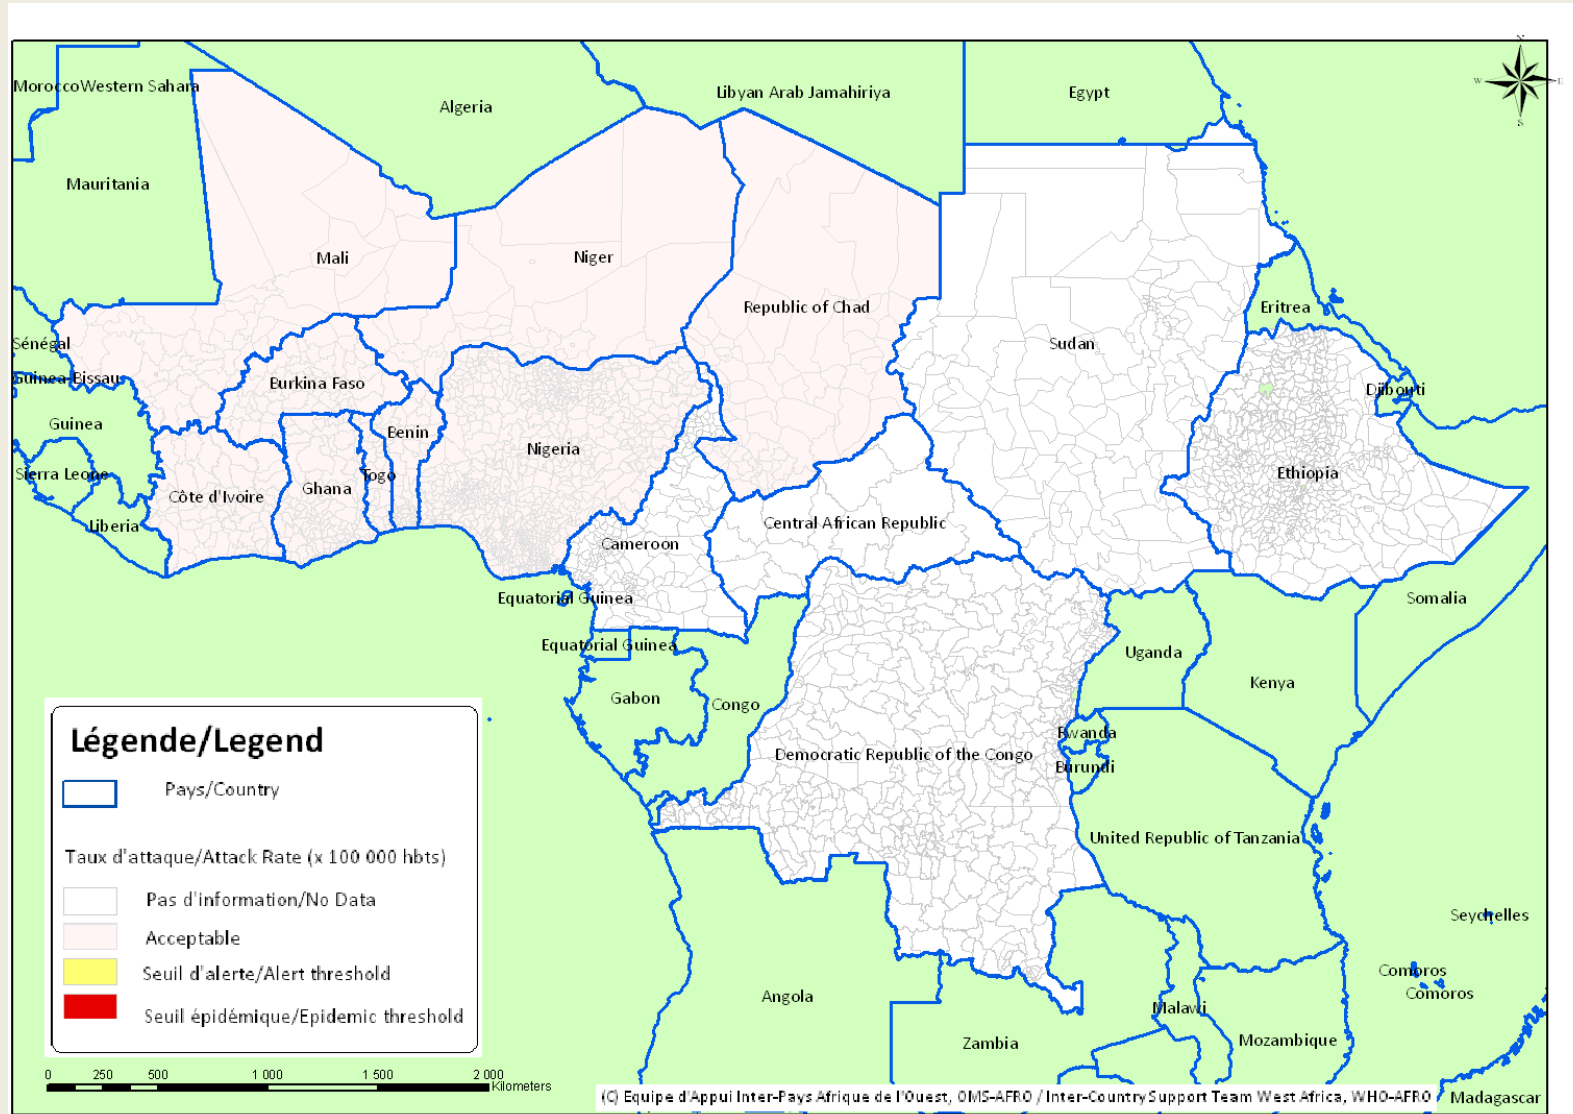 N
W
E
S
Morocco
Western Sahara
Algeria
Libyan Arab Jamahiriya
Egypt
Mauritania
Mali
Niger
Republic of Chad
Sudan
Eritrea
Sénégal
Guinea-Bissau
Burkina Faso
Djibouti
Guinea
Benin
Nigeria
Sierra Leone
Togo
Ethiopia
Côte d'Ivoire
Ghana
Liberia
Central African Republic
Cameroon
Equatorial Guinea
Somalia
Equatorial Guinea
Uganda
Kenya
Gabon
Congo
Rwanda
Democratic Republic of the Congo
Burundi
United Republic of Tanzania
Seychelles
Comoros
Comoros
Angola
Malawi
Zambia
Mozambique
Madagascar
Légende/Legend
Pays/Country
Taux d'attaque/Attack Rate (x 100 000 hbts)
Pas d'information/No Data
Acceptable
Seuil d'alerte/Alert threshold
Seuil épidémique/Epidemic threshold
0 250 500 1 000 1 500 2 000
Kilometers
(C) Equipe d'Appui Inter-Pays Afrique de l'Ouest, OMS-AFRO / Inter-Country Support Team West Africa, WHO-AFRO